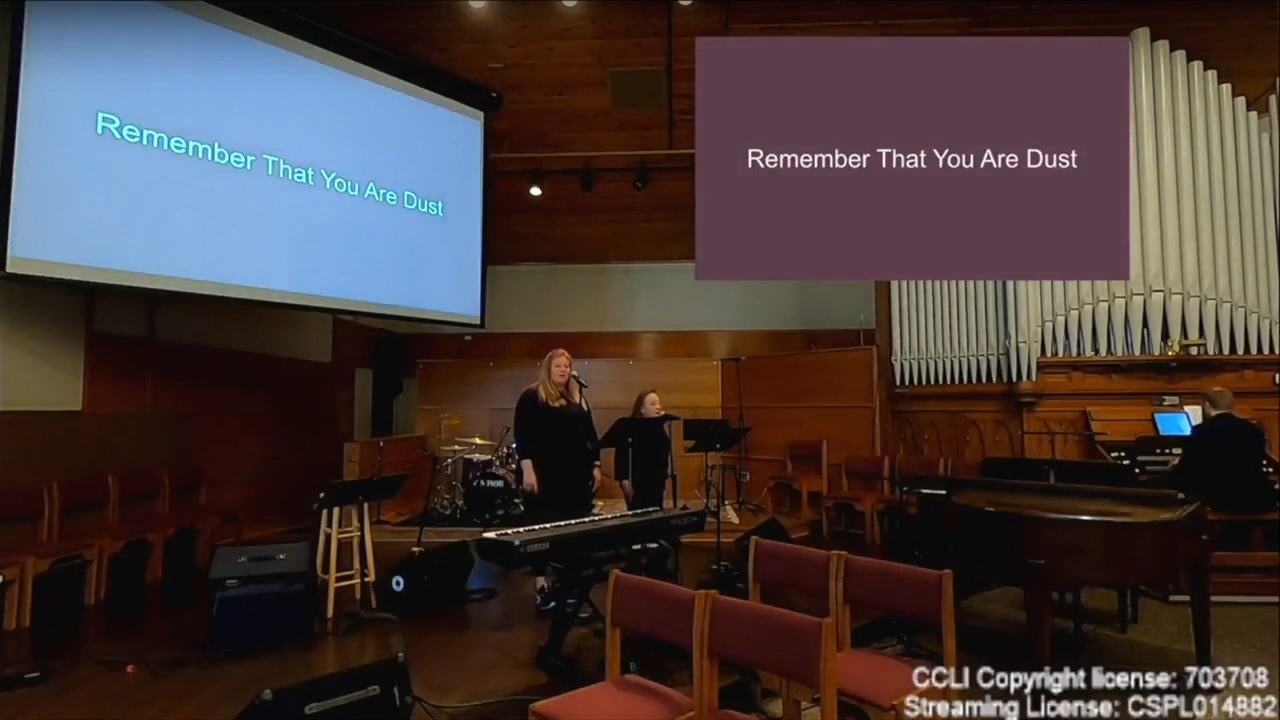 Remember That You Are Dust
Remember That You Are Dust
CCLI Copyright license: 703708
Streaming License: CSPL014882